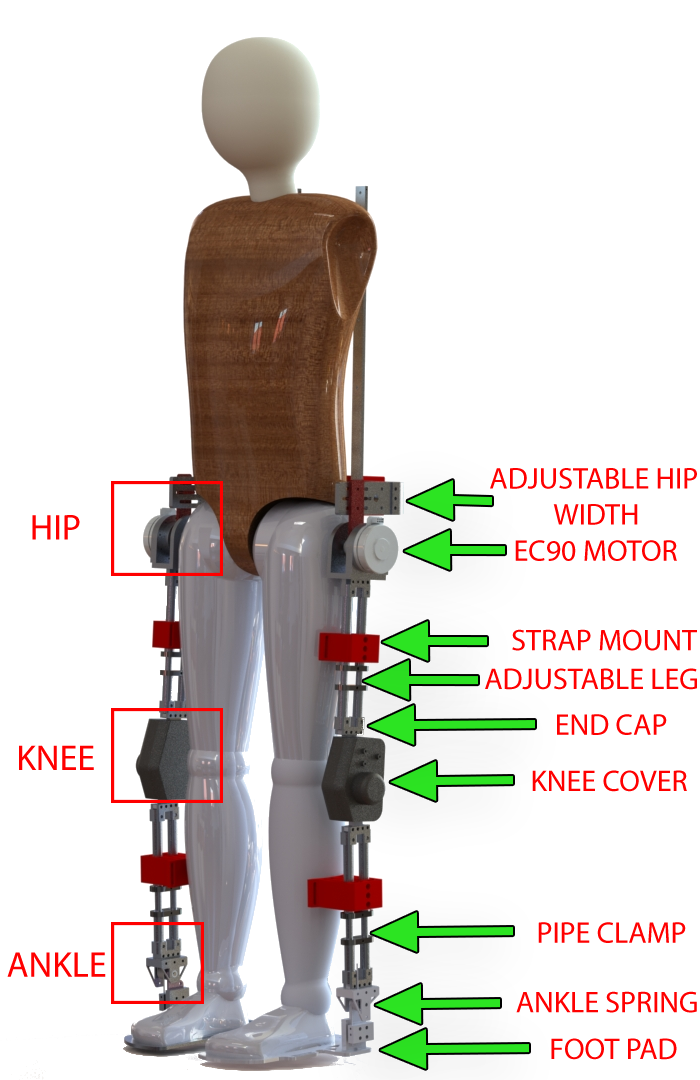 ADJUSTABLE HIP
WIDTH
HIP
EC90 MOTOR
STRAP MOUNT
ADJUSTABLE LEG
END CAP
KNEE
KNEE COVER
PIPE CLAMP
ANKLE
ANKLE SPRING
FOOT PAD